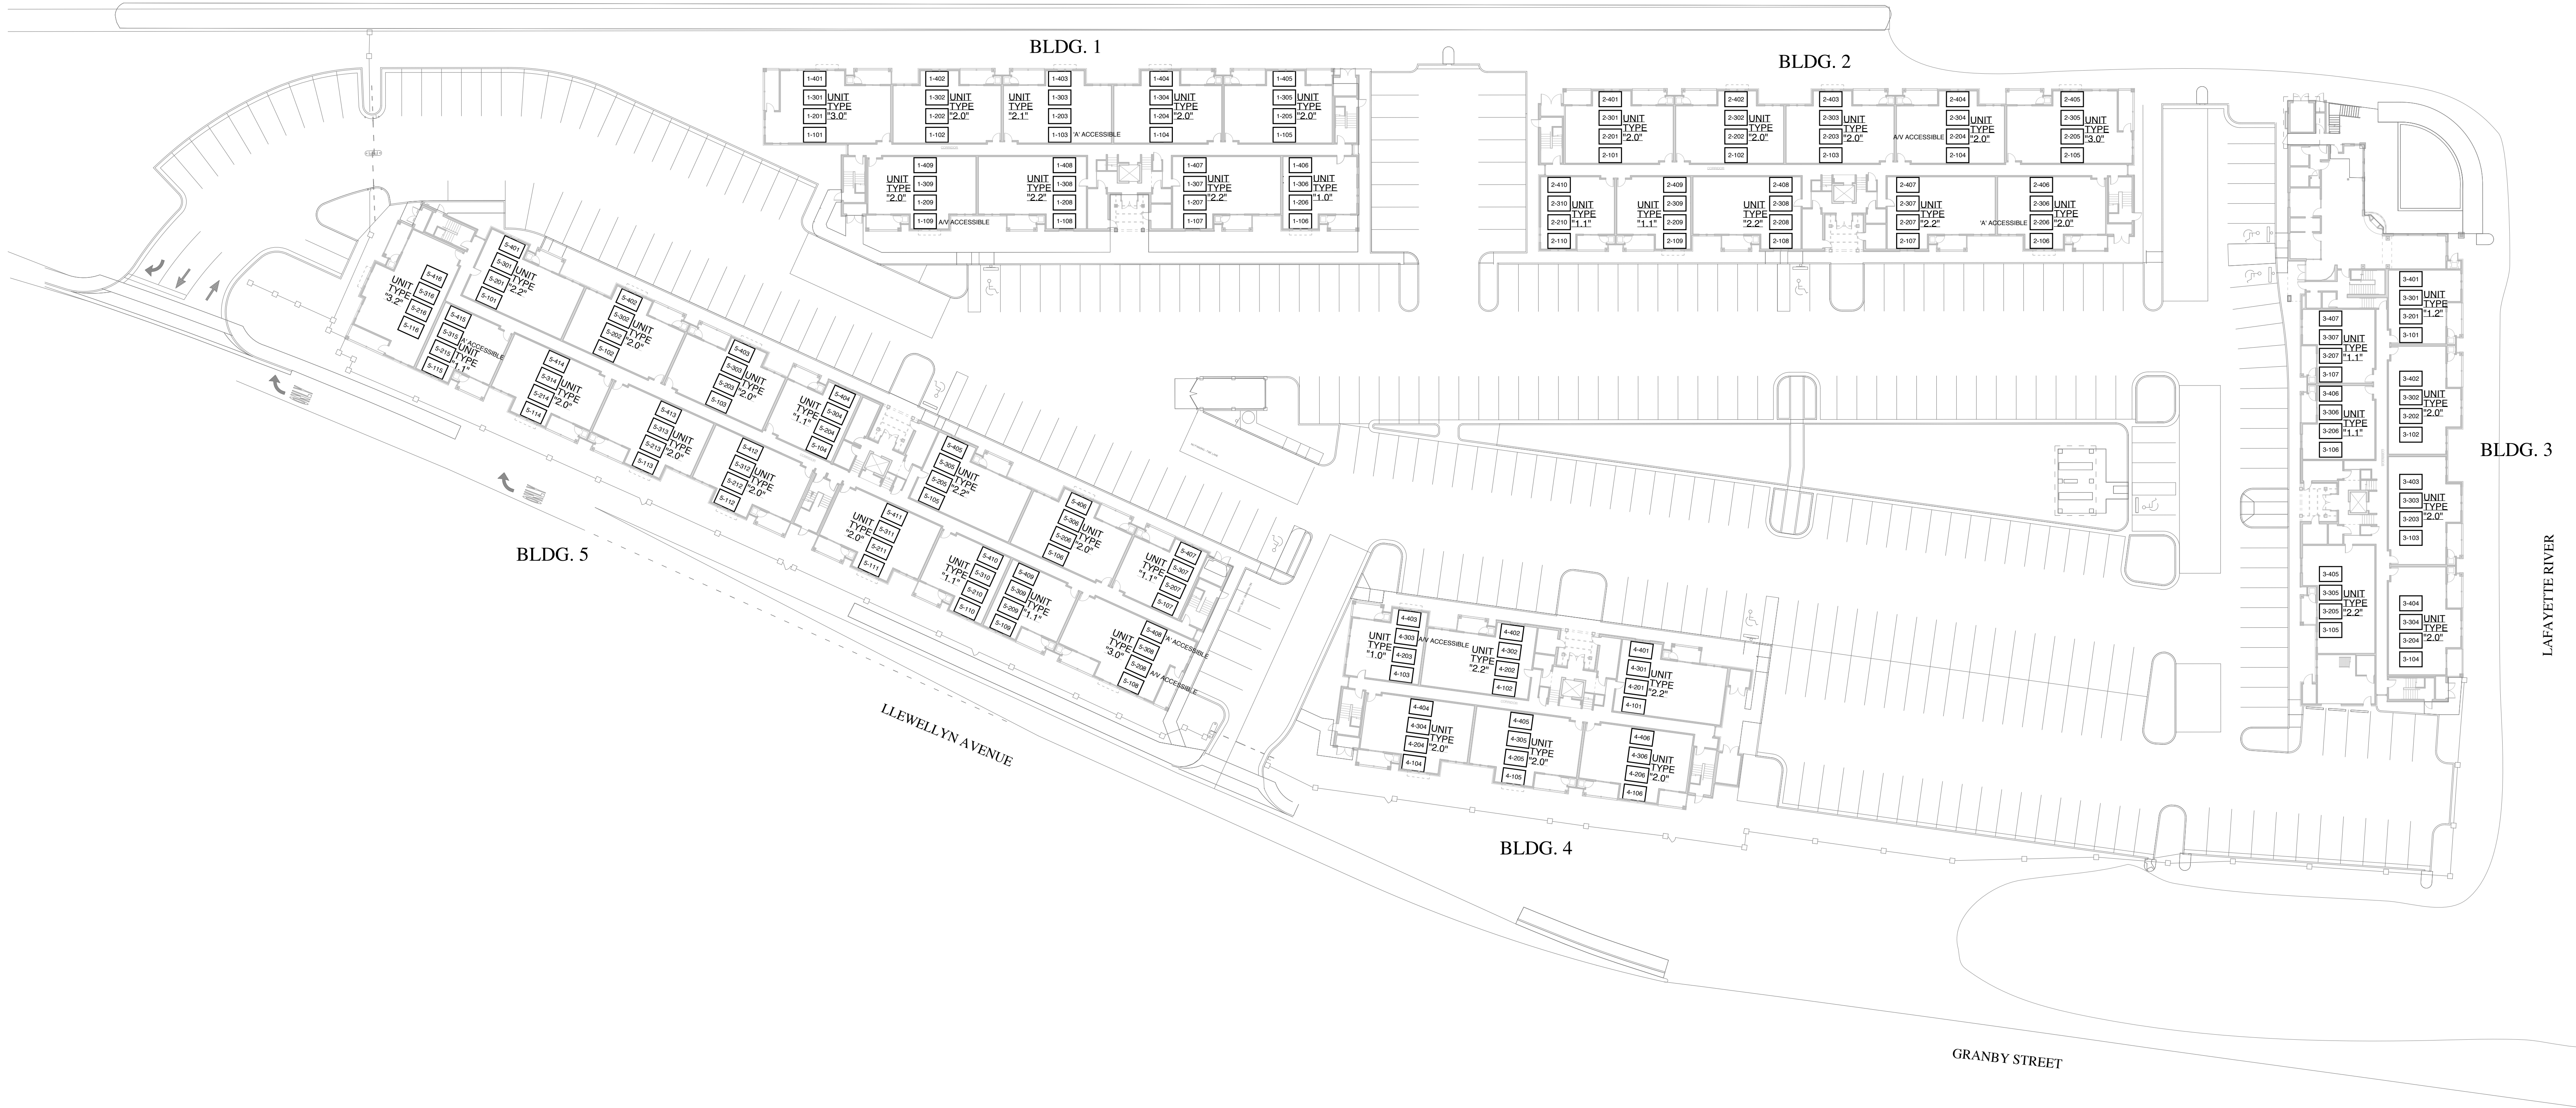 BLDG. 1
1-401
1-301
1-201
1-101
UNIT
TYPE
"3.0"
1-402
1-302
1-202
1-102
UNIT
TYPE
"2.0"
UNIT
TYPE
"2.1"
1-403
1-303
1-203
1-103
'A' ACCESSIBLE
1-404
1-304
1-204
1-104
UNIT
TYPE
"2.0"
1-405
1-305
1-205
1-105
UNIT
TYPE
"2.0"
UNIT
TYPE
"2.0"
1-409
1-309
1-209
1-109
A/V ACCESSIBLE
UNIT
TYPE
"2.2"
1-408
1-308
1-208
1-108
1-407
1-307
1-207
1-107
UNIT
TYPE
"2.2"
1-406
1-306
1-206
1-106
UNIT
TYPE
"1.0"
BLDG. 2
2-401
2-301
2-201
2-101
UNIT
TYPE
"2.0"
2-402
2-302
2-202
2-102
UNIT
TYPE
"2.0"
2-403
2-303
2-203
2-103
UNIT
TYPE
"2.0"
A/V ACCESSIBLE
2-404
2-304
2-204
2-104
UNIT
TYPE
"2.0"
2-405
2-305
2-205
2-105
UNIT
TYPE
"3.0"
2-410
2-310
2-210
2-110
UNIT
TYPE
"1.1"
UNIT
TYPE
"1.1"
2-409
2-309
2-209
2-109
UNIT
TYPE
"2.2"
2-408
2-308
2-208
2-108
2-407
2-307
2-207
2-107
UNIT
TYPE
"2.2"
'A' ACCESSIBLE
2-406
2-306
2-206
2-106
UNIT
TYPE
"2.0"
BLDG. 3
3-401
3-301
3-201
3-101
UNIT
TYPE
"1.2"
3-407
3-307
3-207
3-107
UNIT
TYPE
"1.1"
3-402
3-302
3-202
3-102
UNIT
TYPE
"2.0"
3-406
3-306
3-206
3-106
UNIT
TYPE
"1.1"
3-403
3-303
3-203
3-103
UNIT
TYPE
"2.0"
3-405
3-305
3-205
3-105
UNIT
TYPE
"2.2"
3-404
3-304
3-204
3-104
UNIT
TYPE
"2.0"
LAFAYETTE RIVER
BLDG. 5
UNIT
TYPE
"3.2"
5-416
5-316
5-216
5-116
5-401
5-301
5-201
5-101
UNIT
TYPE
"2.2"
5-415
5-315
5-215
5-115
'A' ACCESSIBLE
UNIT
TYPE
"1.1"
5-402
5-302
5-202
5-102
UNIT
TYPE
"2.0"
5-414
5-314
5-214
5-114
UNIT
TYPE
"2.0"
5-403
5-303
5-203
5-103
UNIT
TYPE
"2.0"
5-413
5-313
5-213
5-113
UNIT
TYPE
"2.0"
UNIT
TYPE
"1.1"
5-404
5-304
5-204
5-104
5-412
5-312
5-212
5-112
UNIT
TYPE
"2.0"
5-405
5-305
5-205
5-105
UNIT
TYPE
"2.2"
UNIT
TYPE
"2.0"
5-411
5-311
5-211
5-111
5-406
5-306
5-206
5-106
UNIT
TYPE
"2.0"
UNIT
TYPE
"1.1"
5-410
5-310
5-210
5-110
5-409
5-309
5-209
5-109
UNIT
TYPE
"1.1"
UNIT
TYPE
"1.1"
5-407
5-307
5-207
5-107
UNIT
TYPE
"3.0"
5-408
5-308
5-208
5-108
'A' ACCESSIBLE
A/V ACCESSIBLE
LLEWELLYN AVENUE
UNIT
TYPE
"1.0"
4-403
4-303
4-203
4-103
A/V ACCESSIBLE
UNIT
TYPE
"2.2"
4-402
4-302
4-202
4-102
4-401
4-301
4-201
4-101
UNIT
TYPE
"2.2"
4-404
4-304
4-204
4-104
UNIT
TYPE
"2.0"
4-405
4-305
4-205
4-105
UNIT
TYPE
"2.0"
4-406
4-306
4-206
4-106
UNIT
TYPE
"2.0"
BLDG. 4
GRANBY STREET